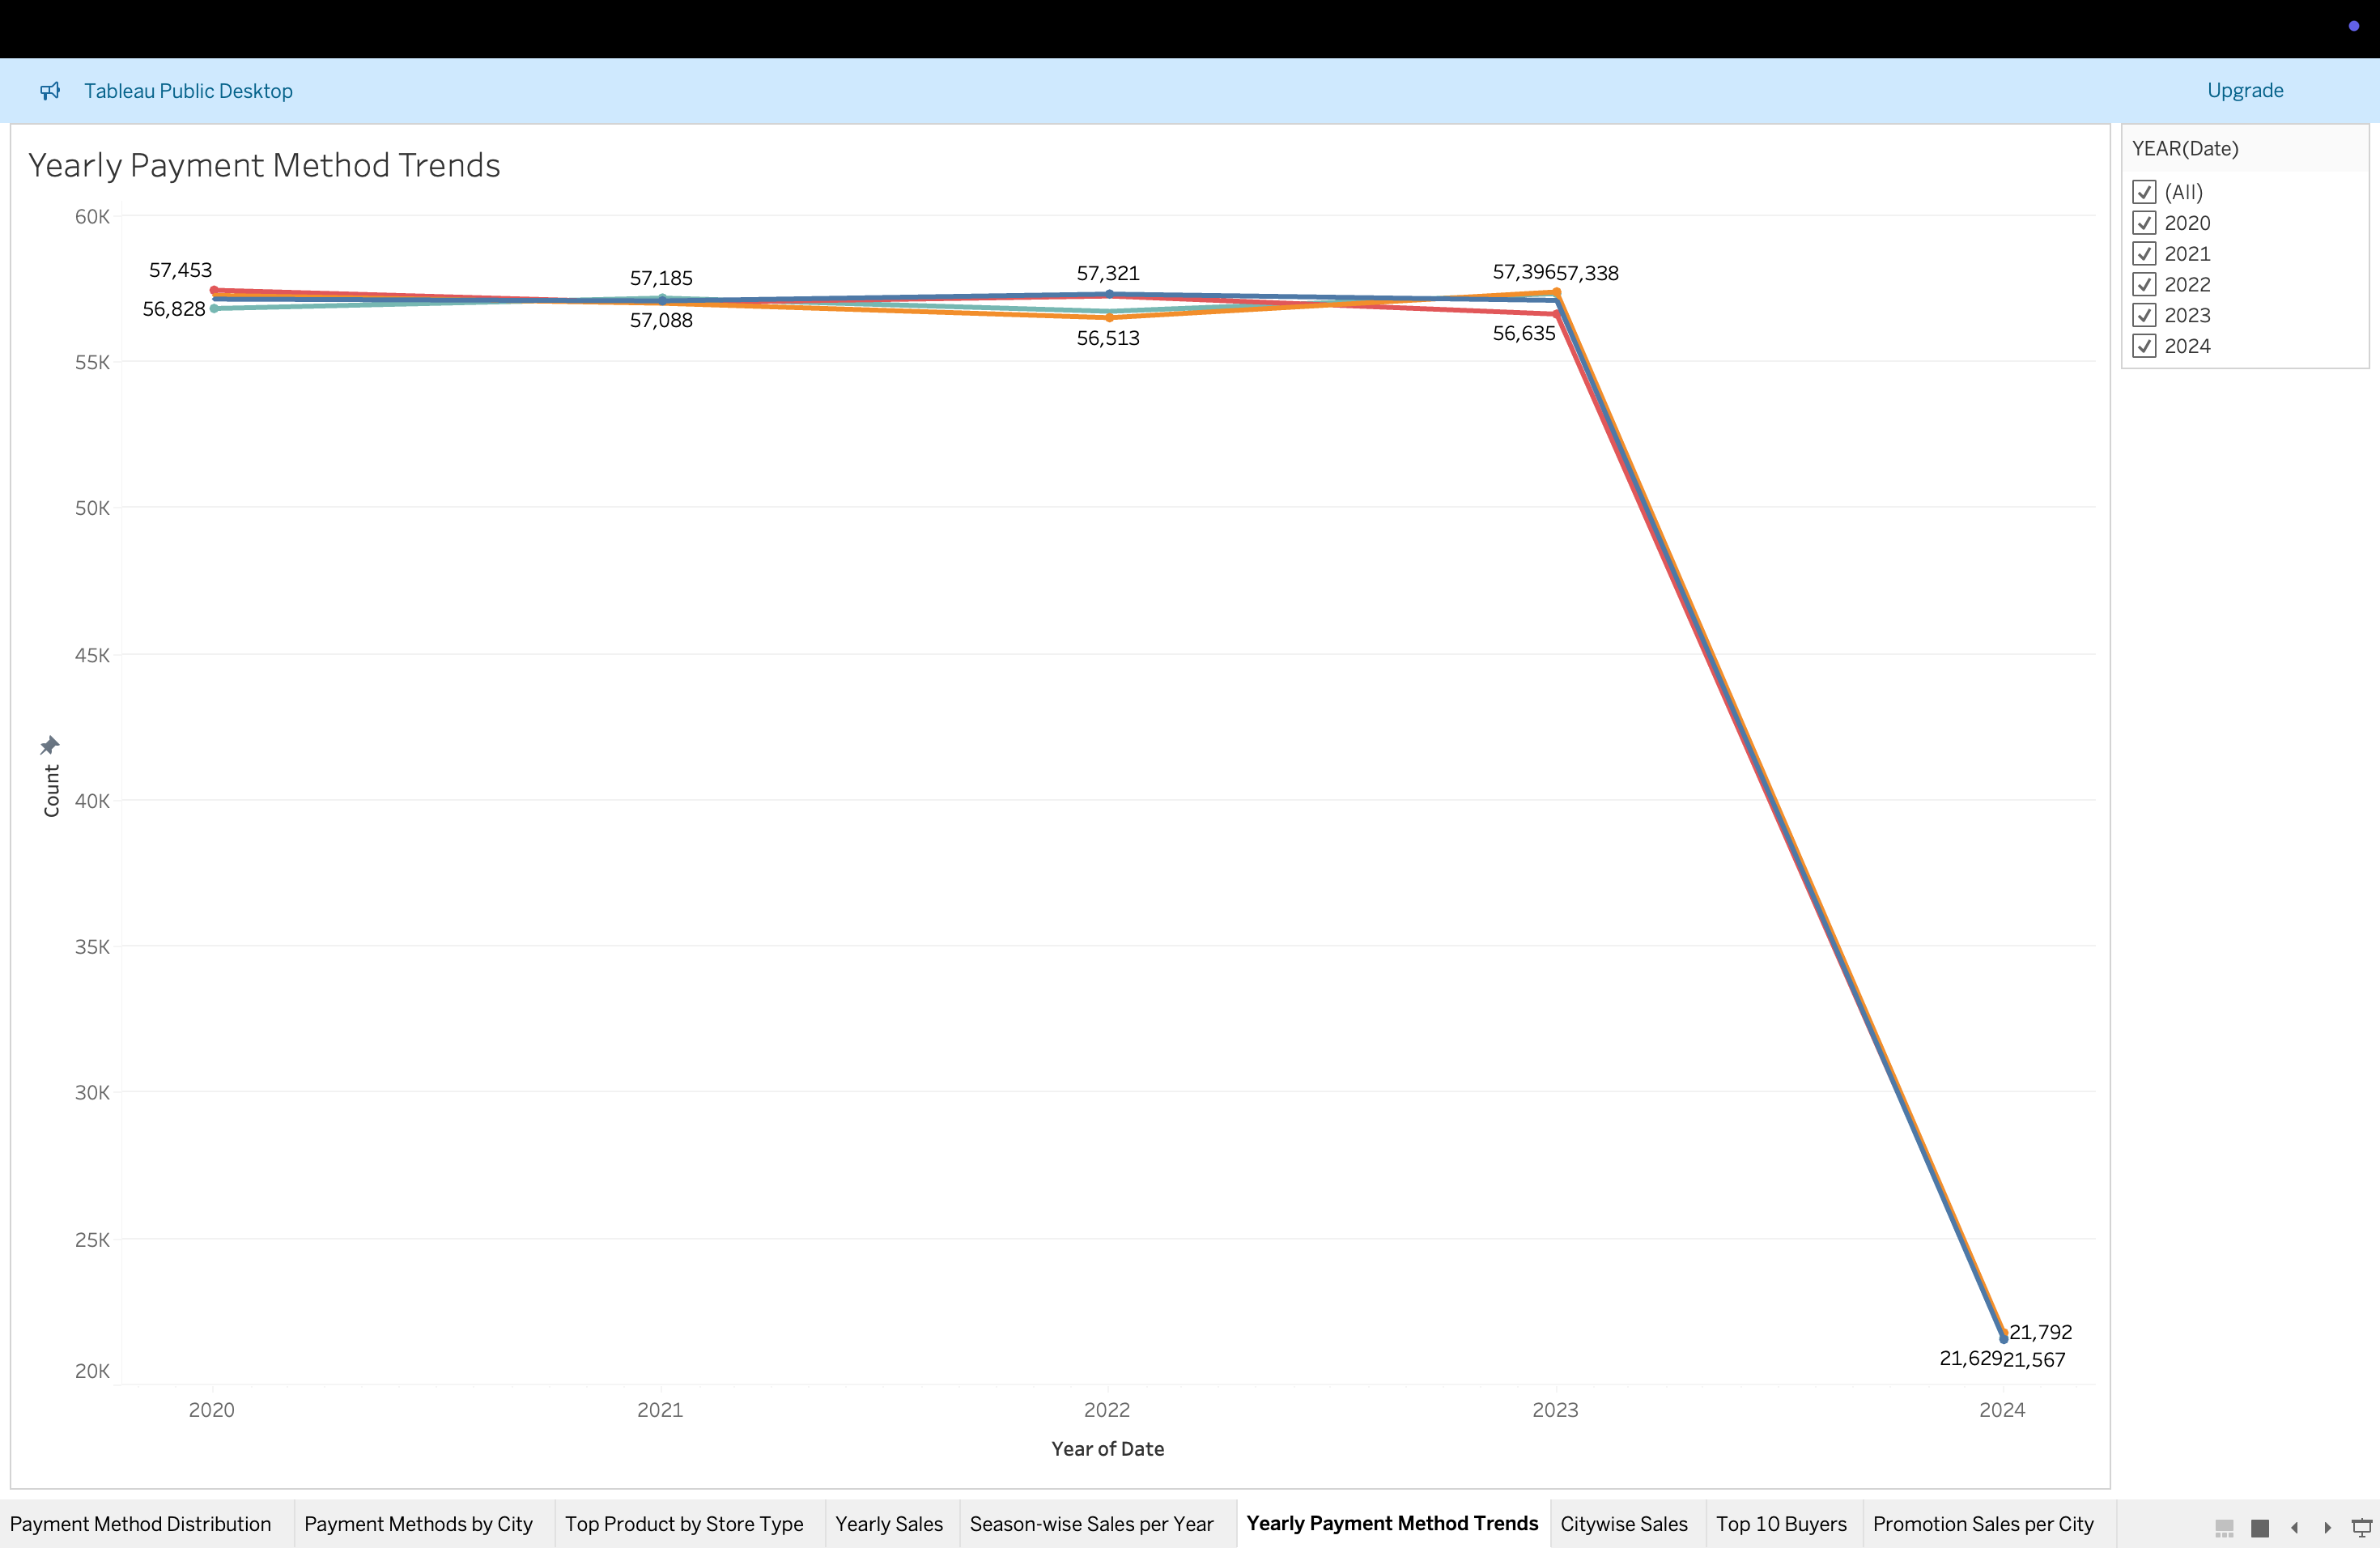 Tableau Public Desktop
Upgrade
Yearly Payment Method Trends
YEAR(Date)
(All)
2020
2021
2022
2023
2024
60K
55K
50K
45K
40K
35K
30K
25K
20K
Count
57,453
56,828
57,185
57,088
57,321
56,513
57,396
57,338
56,635
21,792
21,629
21,567
2020
2021
2022
2023
2024
Year of Date
Payment Method Distribution
Payment Methods by City
Top Product by Store Type
Yearly Sales
Season-wise Sales per Year
Yearly Payment Method Trends
Citywise Sales
Top 10 Buyers
Promotion Sales per City